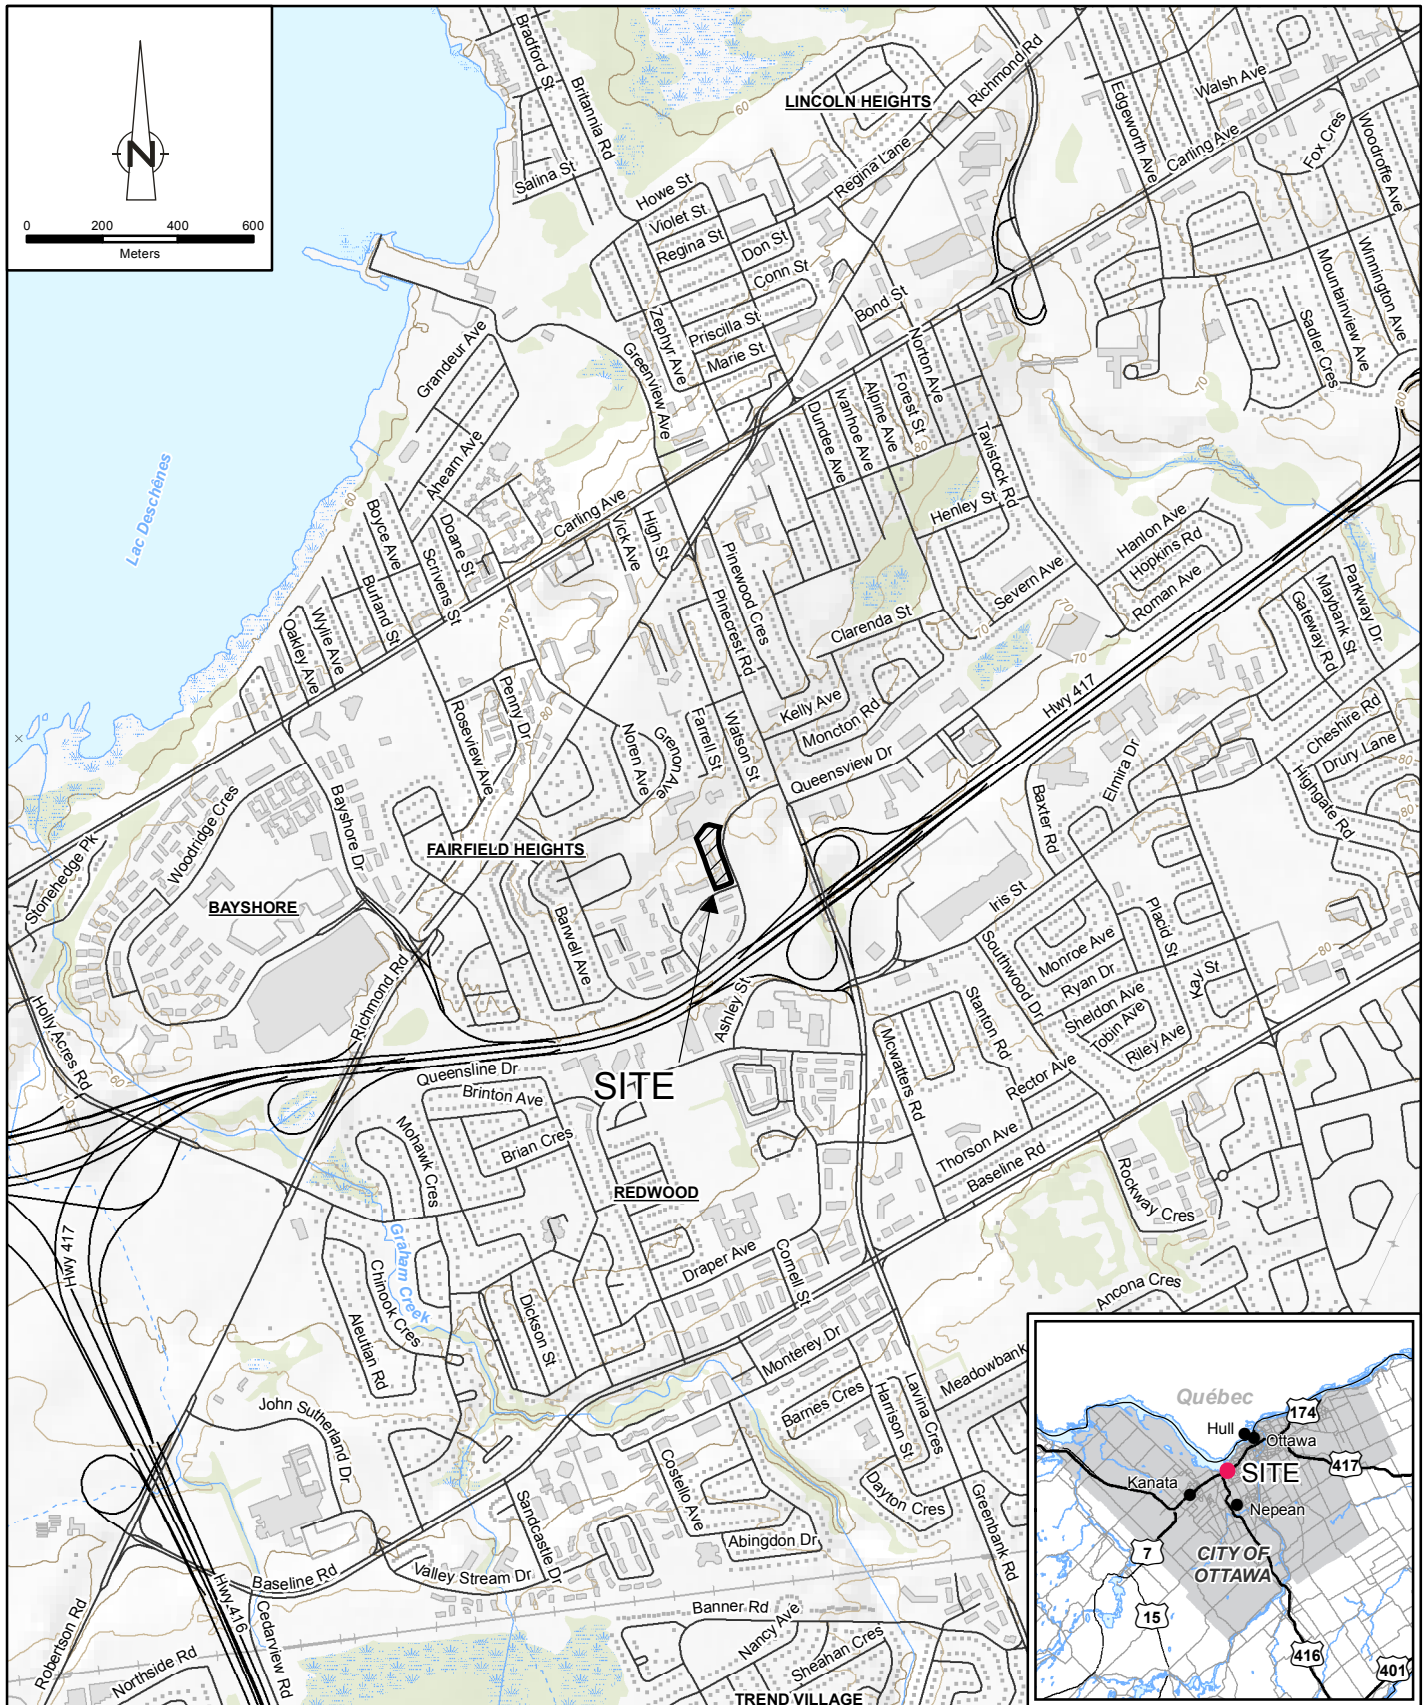 N
0 200 400 600
Meters
Bradford St
Britannia Rd
Salina St
LINCOLN HEIGHTS
Richmond Rd
Regina Lane
Edgeworth Ave
Walsh Ave
Carling Ave
Fox Cres
Woodroffe Ave
Winnington Ave
Mountainview Ave
Sadler Cres
Howe St
Violet St
Regina St
Don St
Conn St
Priscilla St
Marie St
Bond St
Zephyr Ave
Greenview Ave
Grandeur Ave
Norton Ave
Forest St
Alpine Ave
Ivanhoe Ave
Dundee Ave
Tavistock Rd
60
70
80
80
Lac Deschênes
60
Ahearn Ave
Boyce Ave
Doane St
Scrivens St
Burland St
Wylie Ave
Oakley Ave
Carling Ave
Vick Ave
High St
Pinewood Cres
Pinecrest Rd
Henley St
Severn Ave
Clarenda St
Hanlon Ave
Hopkins Rd
Roman Ave
Parkway Dr
Maybank St
Gateway Rd
70
70
70
80
Roseview Ave
Penny Dr
Noren Ave
Grenon Ave
Farrell St
Watson St
Kelly Ave
Moncton Rd
Queensview Dr
Hwy 417
Cheshire Rd
Drury Lane
Highgate Rd
80
80
Elmira Dr
Baxter Rd
Woodridge Cres
Bayshore Dr
Stonehedge Pk
FAIRFIELD HEIGHTS
BAYSHORE
Barwell Ave
Iris St
Southwood Dr
Monroe Ave
Ryan Dr
Placid St
Kay St
Sheldon Ave
Tobin Ave
Riley Ave
80
Richmond Rd
Holly Acres Rd
60
70
Ashley St
Stanton Rd
Mcwatters Rd
Rector Ave
Thorson Ave
Baseline Rd
Queensline Dr
Brinton Ave
SITE
Brian Cres
Mohawk Cres
REDWOOD
Rockway Cres
Ancona Cres
Hwy 417
Graham Creek
Chinook Cres
Aleutian Rd
Dickson St
Draper Ave
Cornell St
Monterey Dr
Barnes Cres
Harrison St
Lavina Cres
Meadowbank
Dayton Cres
Greenbank Rd
John Sutherland Dr
Costello Ave
Sandcastle Dr
Abingdon Dr
Valley Stream Dr
Baseline Rd
Hwy 416
Cedarview Rd
Robertson Rd
Northside Rd
Banner Rd
Nancy Ave
Sheahan Cres
TREND VILLAGE
Québec
Hull
Ottawa
174
417
SITE
Kanata
Nepean
7
CITY OF
OTTAWA
15
416
401